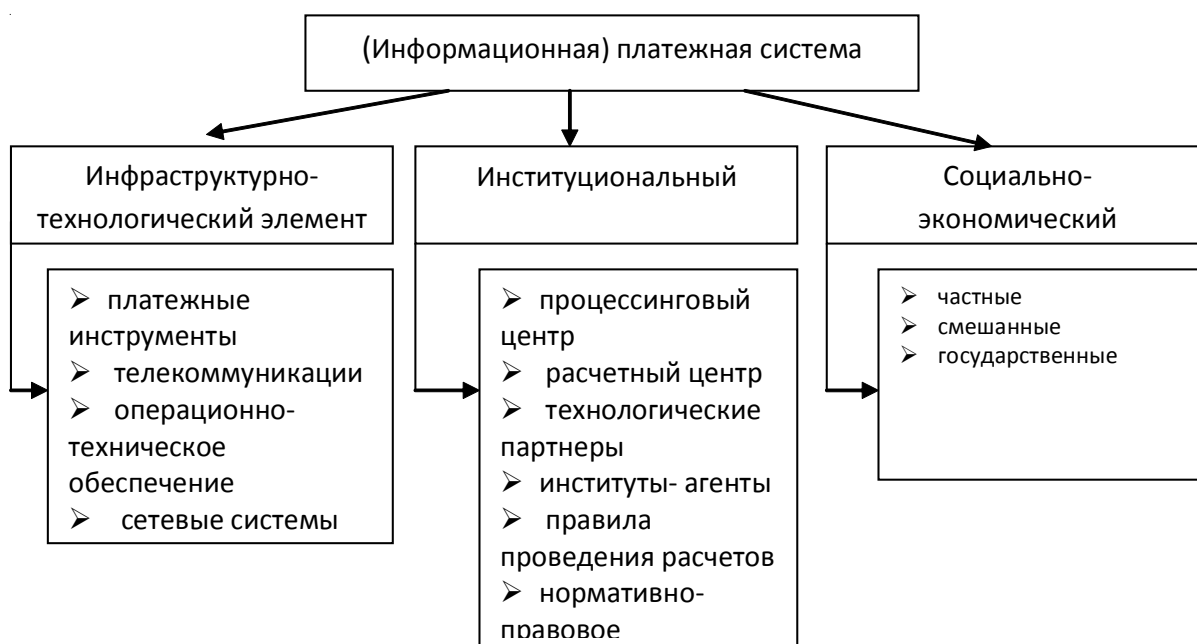 (Информационная) платежная система
Инфраструктурно-
технологический элемент
Институциональный
Социально-
экономический
➢ платежные
инструменты
➢ телекоммуникации
➢ операционно-
техническое
обеспечение
➢ сетевые системы
➢ процессинговый
центр
➢ расчетный центр
➢ технологические
партнеры
➢ институты- агенты
➢ правила
проведения расчетов
➢ нормативно-
правовое
➢ частные
➢ смешанные
➢ государственные